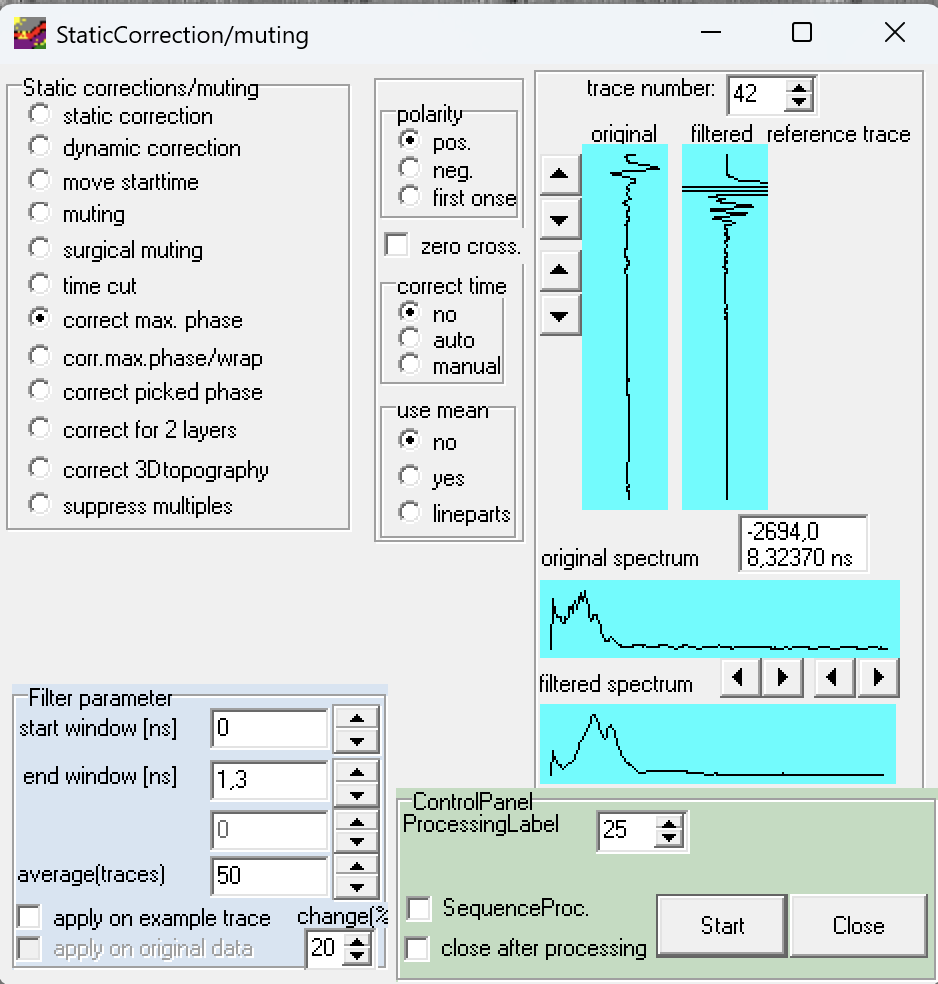 StaticCorrection/muting
Static corrections/muting
static correction
dynamic correction
move starttime
muting
surgical muting
time cut
correct max. phase
corr.max.phase/wrap
correct picked phase
correct for 2 layers
correct 3Dtopography
suppress multiples
polarity
pos.
neg.
first onse
zero cross.
correct time
no
auto
manual
use mean
no
yes
lineparts
trace number: 42
original filtered reference trace
-2694,0
8,32370 ns
original spectrum
filtered spectrum
Filter parameter
start window [ns] 0
end window [ns] 1,3
0
average(traces) 50
apply on example trace
change(%
apply on original data
20
ControlPanel
ProcessingLabel 25
SequenceProc.
close after processing
Start
Close